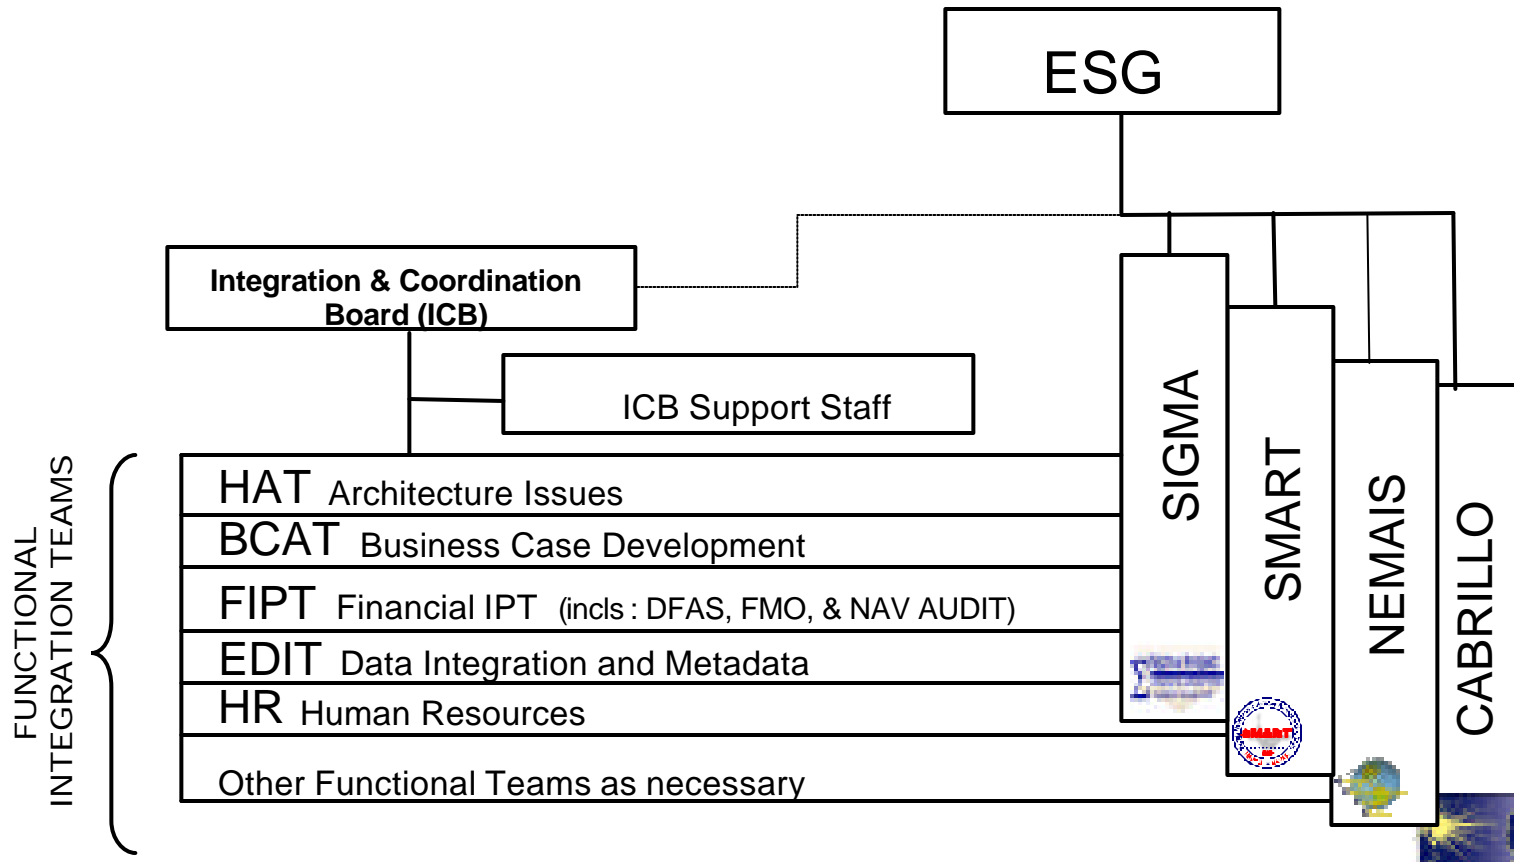 ESG
Integration & Coordination
Board (ICB)
ICB Support Staff
FUNCTIONAL
INTEGRATION TEAMS
HAT Architecture Issues
BCAT Business Case Development
FIPT Financial IPT (incls : DFAS, FMO, & NAV AUDIT)
EDIT Data Integration and Metadata
HR Human Resources
Other Functional Teams as necessary
SIGMA
SMART
NEMAIS
CABRILLO
SMART